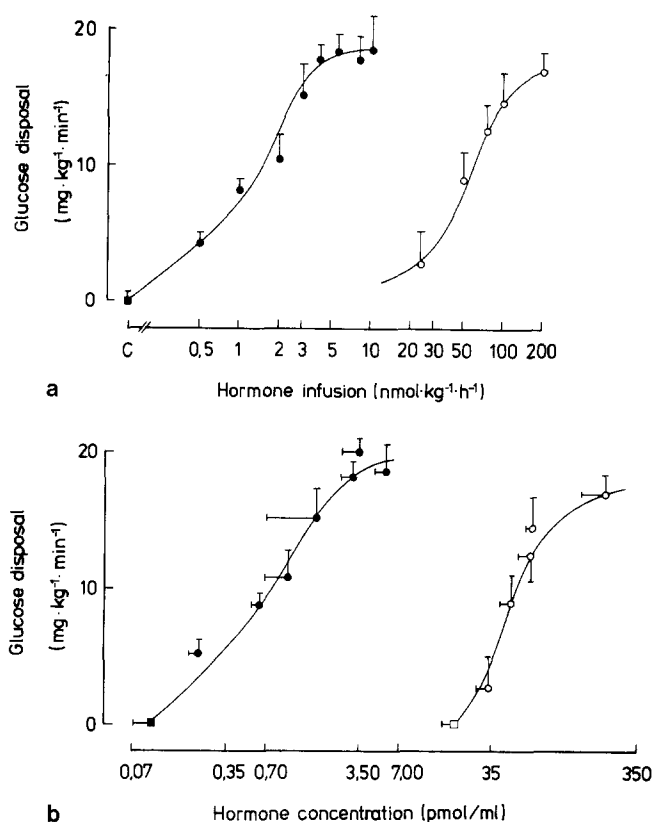 20
10
0
Glucose disposal
(mg·kg⁻¹·min⁻¹)
C 0,5 1 2 3 5 10 20 30 50 100 200
a Hormone infusion (nmol·kg⁻¹·h⁻¹)
20
10
0
Glucose disposal
(mg·kg⁻¹·min⁻¹)
0,07 0,35 0,70 3,50 7,00 35 350
b Hormone concentration (pmol/ml)